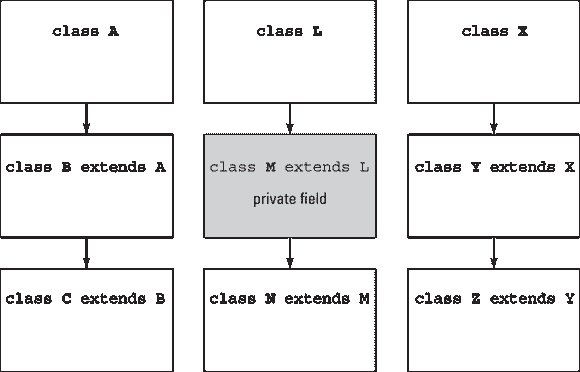 class A
class L
class X
class B extends A
class M extends L
private field
class Y extends X
class C extends B
class N extends M
class Z extends Y